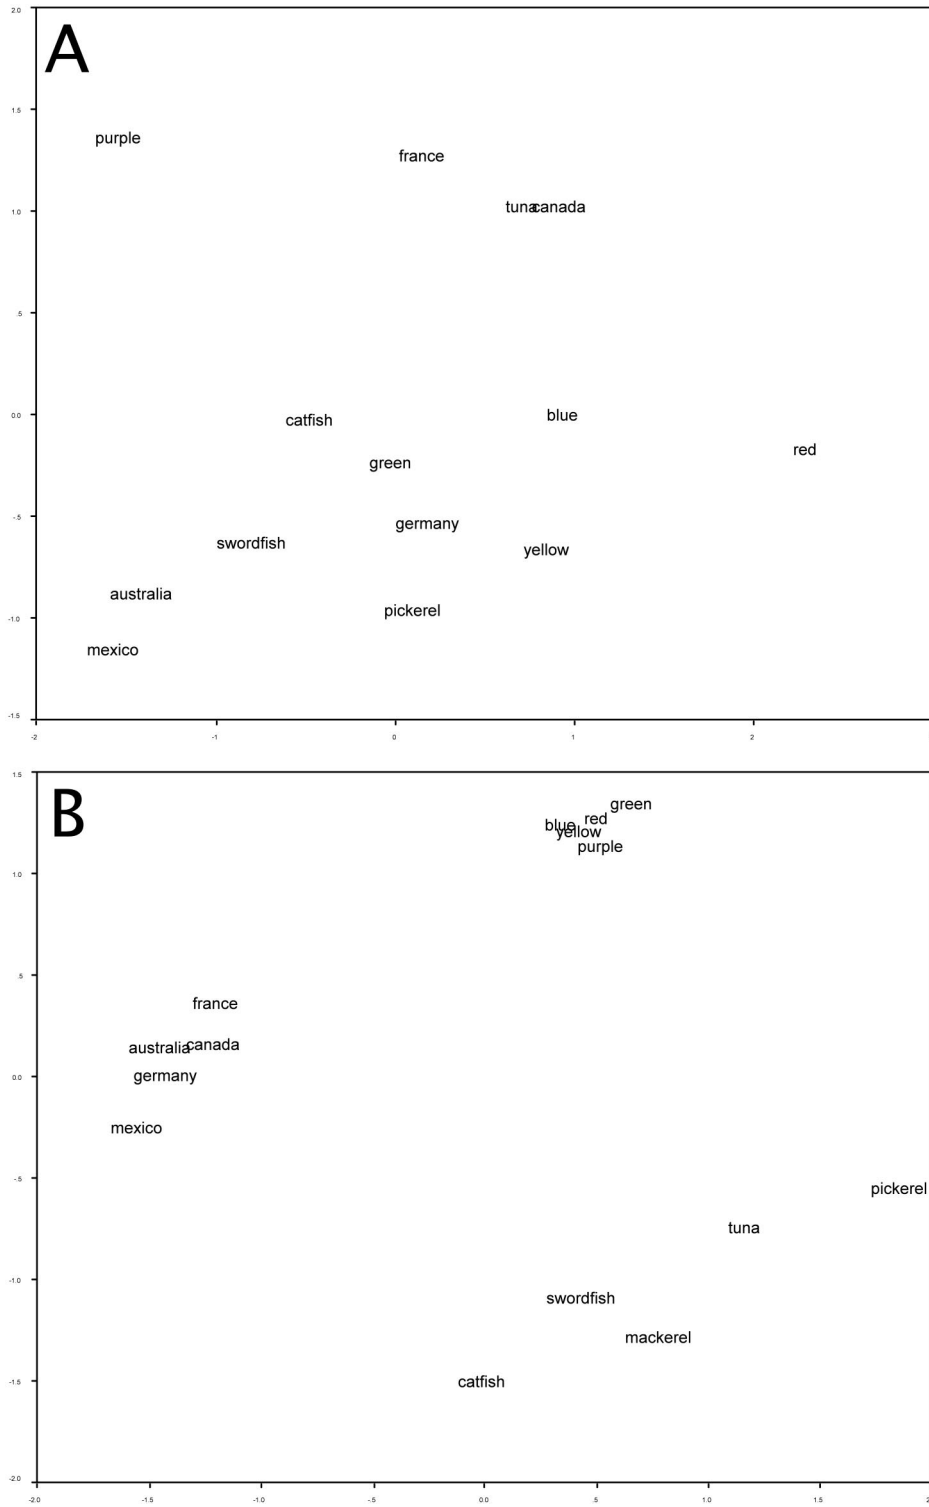 2.0
A
1.5
purple
france
1.0
tuna canada
.5
0.0
catfish
blue
red
green
-.5
germany
swordfish
yellow
australia
-1.0
pickerel
mexico
-1.5
-2 -1 0 1 2
1.5
B
green
red
blue
yellow
purple
1.0
.5
france
canada
australia
0.0
germany
mexico
-.5
pickerel
tuna
-1.0
swordfish
mackerel
-1.5
catfish
-2.0
-2.0 -1.5 -1.0 -.5 0.0 .5 1.0 1.5